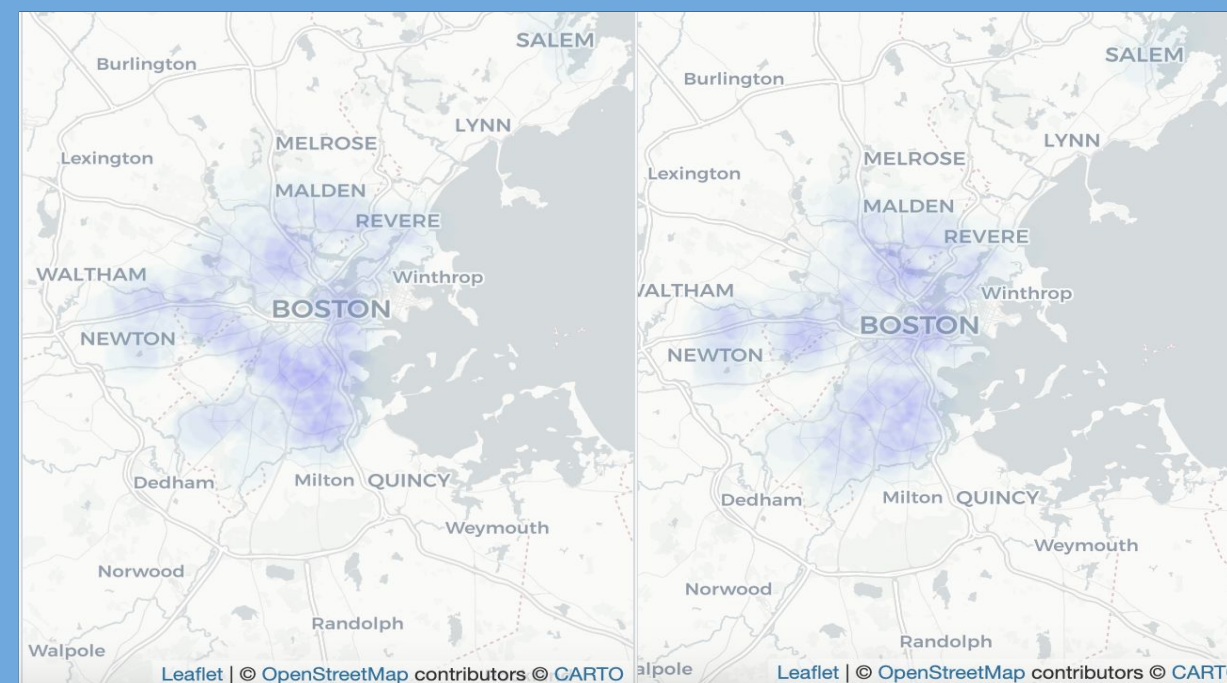 SALEM
Burlington
LYNN
MELROSE
Lexington
MALDEN
REVERE
WALTHAM
Winthrop
BOSTON
NEWTON
Dedham
Milton QUINCY
Weymouth
Norwood
Randolph
Walpole
Leaflet | © OpenStreetMap contributors © CARTO
SALEM
Burlington
LYNN
MELROSE
Lexington
MALDEN
REVERE
VALTHAM
Winthrop
BOSTON
NEWTON
Dedham
Milton QUINCY
Weymouth
Norwood
Randolph
alpole
Leaflet | © OpenStreetMap contributors © CART